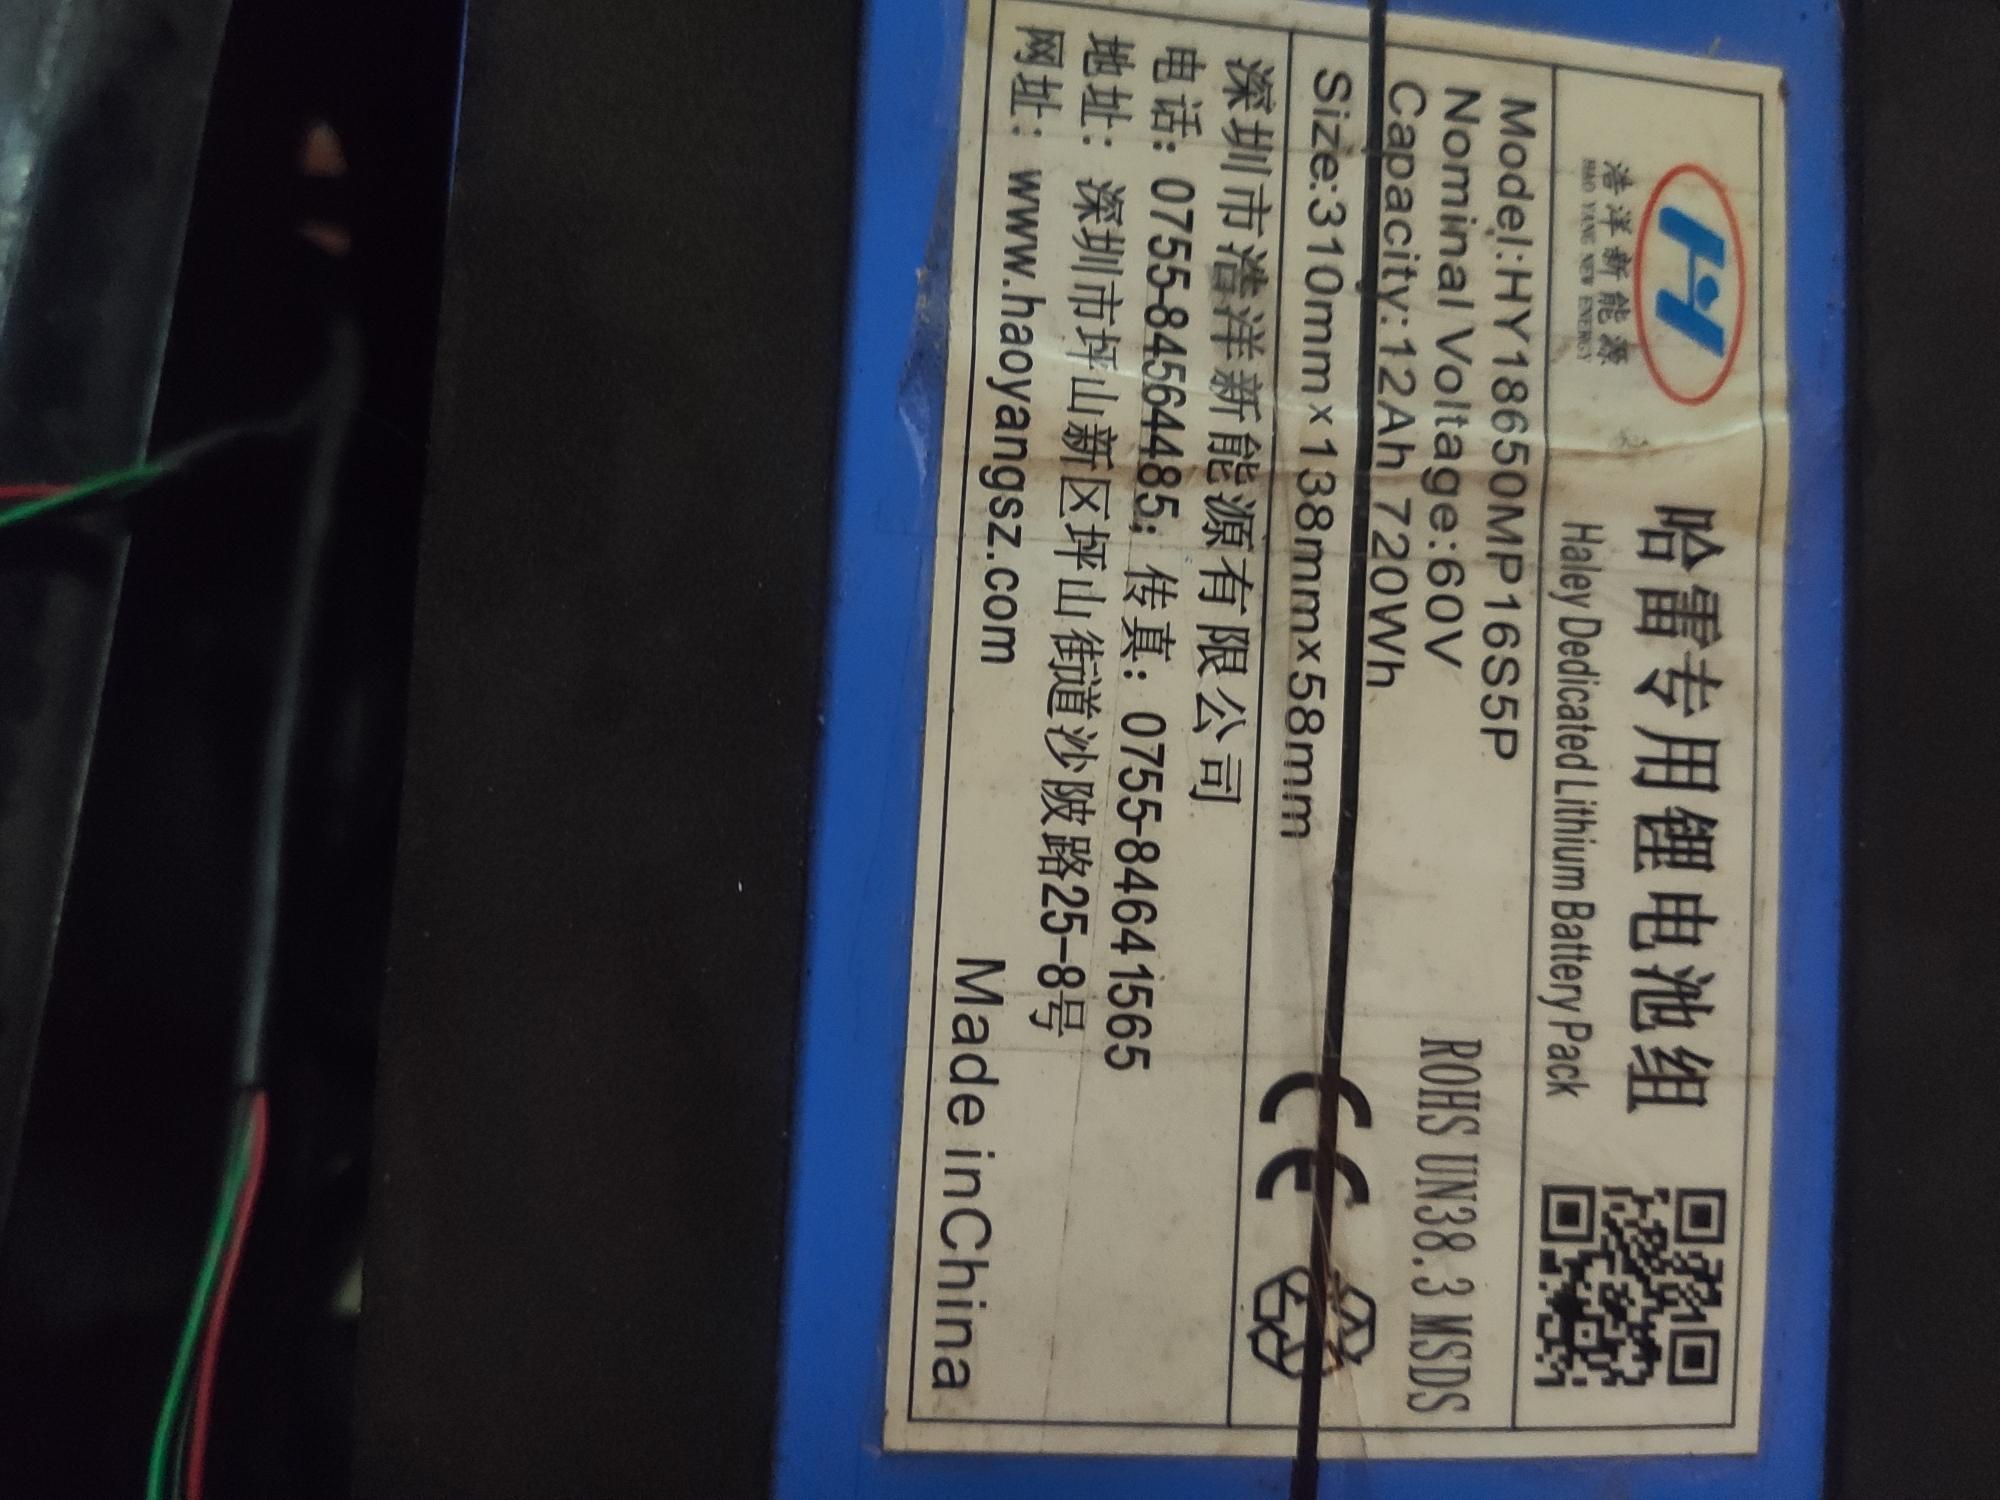 浩洋新能源
HAO YANG NEW ENERGY
哈雷专用锂电池组
Haley Dedicated Lithium Battery Pack
Model:HY18650MP16S5P
Nominal Voltage:60V
Capacity:12Ah 720Wh
Size:310mm×138mm×58mm
ROHS UN38.3 MSDS
CE
深圳市浩洋新能源有限公司
电话：0755-84564485；传真：0755-84641565
地址：深圳市坪山新区坪山街道沙陂路25-8号
网址：www.haoyangsz.com
Made inChina